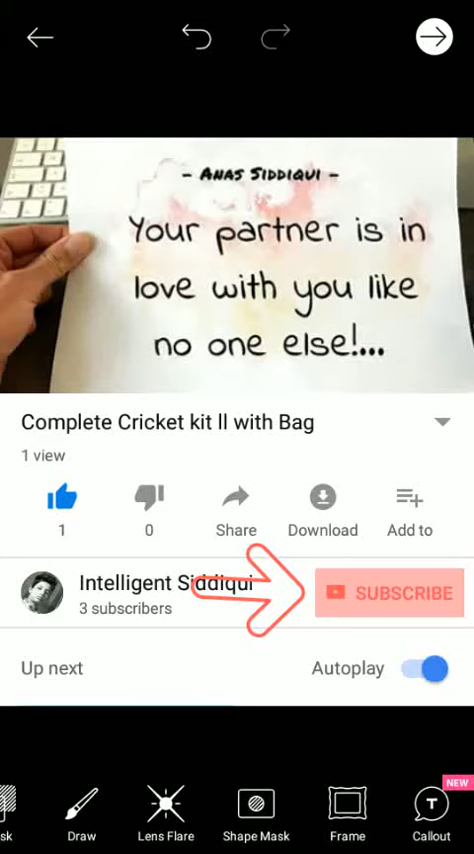 - ANAS SIDDIQUI -
Your partner is in
love with you like
no one else!...
Complete Cricket kit ll with Bag
1 view
1
0
Share
Download
Add to
Intelligent Siddiqui
SUBSCRIBE
3 subscribers
Up next
Autoplay
NEW
sk
Draw
Lens Flare
Shape Mask
Frame
T
Callout